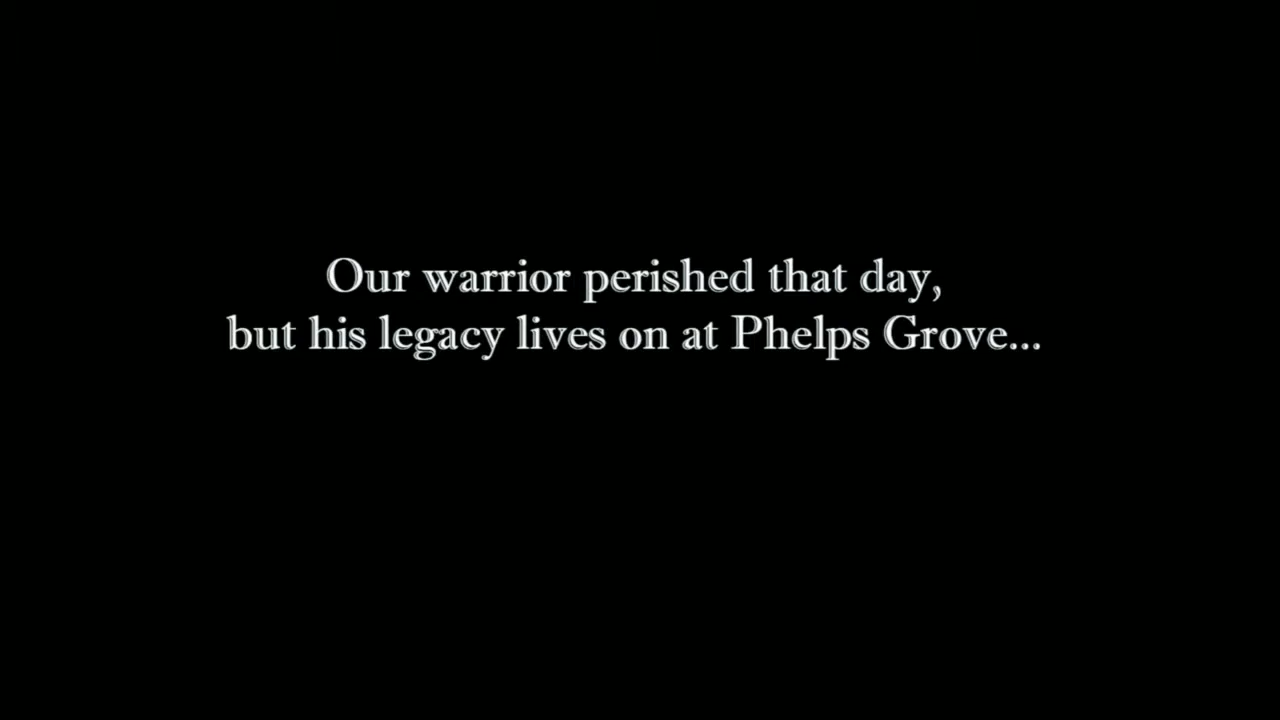 Our warrior perished that day,
but his legacy lives on at Phelps Grove...